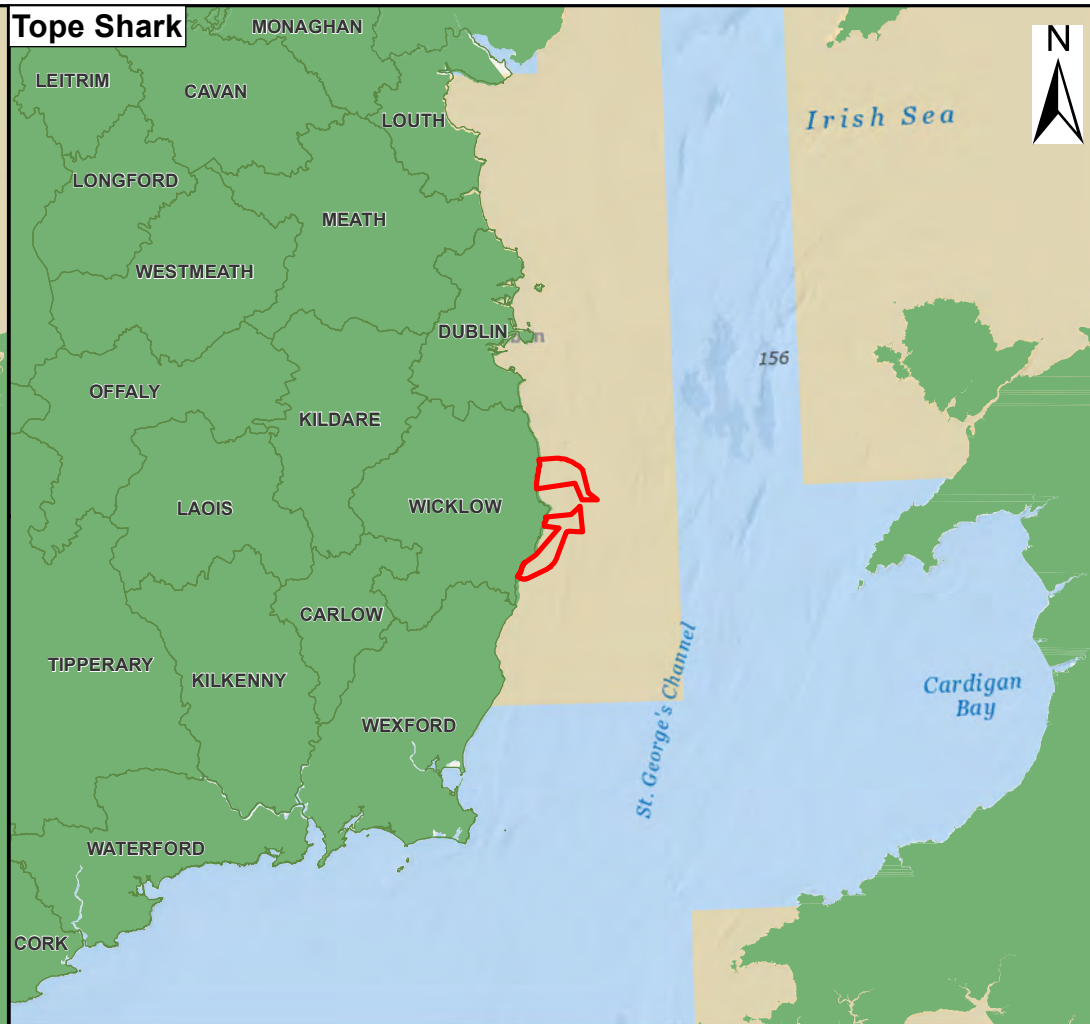 Tope Shark
MONAGHAN
N
LEITRIM
CAVAN
LOUTH
Irish Sea
LONGFORD
MEATH
WESTMEATH
DUBLIN
156
OFFALY
KILDARE
LAOIS
WICKLOW
CARLOW
TIPPERARY
KILKENNY
St. George's Channel
Cardigan
Bay
WEXFORD
WATERFORD
CORK